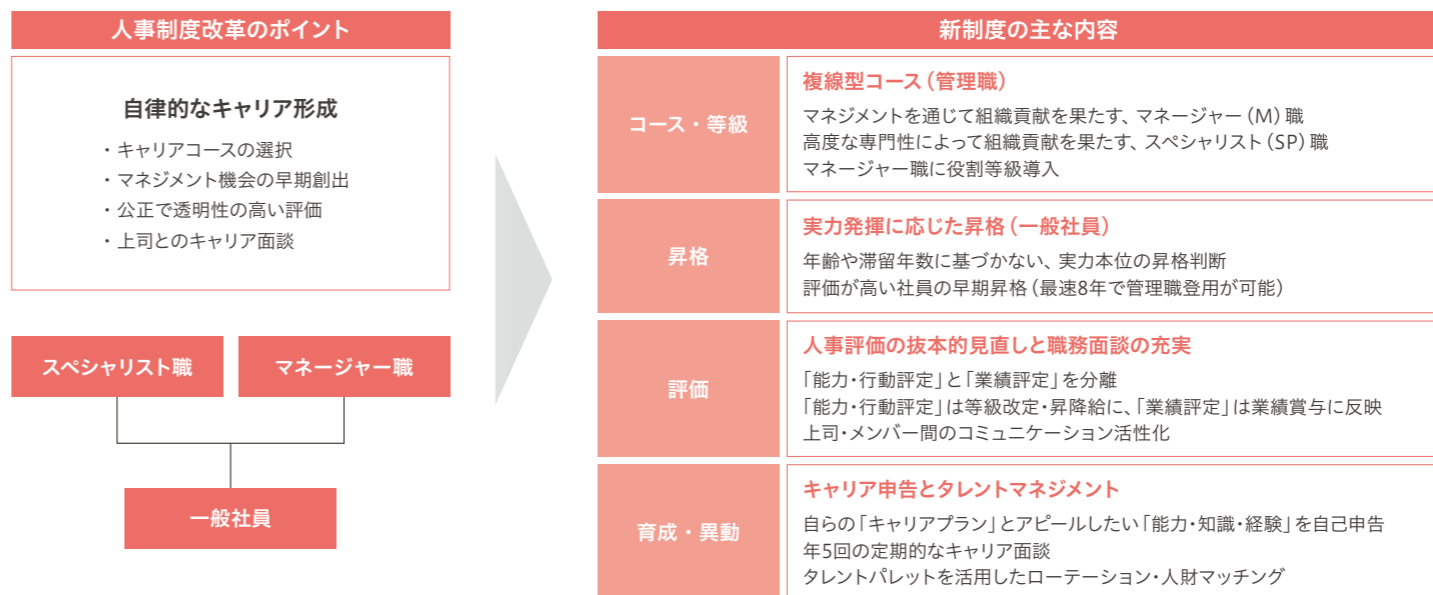 人事制度改革のポイント
自律的なキャリア形成
・キャリアコースの選択
・マネジメント機会の早期創出
・公正で透明性の高い評価
・上司とのキャリア面談
スペシャリスト職
マネージャー職
一般社員
新制度の主な内容
コース・等級
複線型コース（管理職）
マネジメントを通じて組織貢献を果たす、マネージャー（M）職
高度な専門性によって組織貢献を果たす、スペシャリスト（SP）職
マネージャー職に役割等級導入
昇格
実力発揮に応じた昇格（一般社員）
年齢や滞留年数に基づかない、実力本位の昇格判断
評価が高い社員の早期昇格（最速8年で管理職登用が可能）
評価
人事評価の抜本的見直しと職務面談の充実
「能力・行動評定」と「業績評定」を分離
「能力・行動評定」は等級改定・昇降給に、「業績評定」は業績賞与に反映
上司・メンバー間のコミュニケーション活性化
育成・異動
キャリア申告とタレントマネジメント
自らの「キャリアプラン」とアピールしたい「能力・知識・経験」を自己申告
年5回の定期的なキャリア面談
タレントパレットを活用したローテーション・人財マッチング